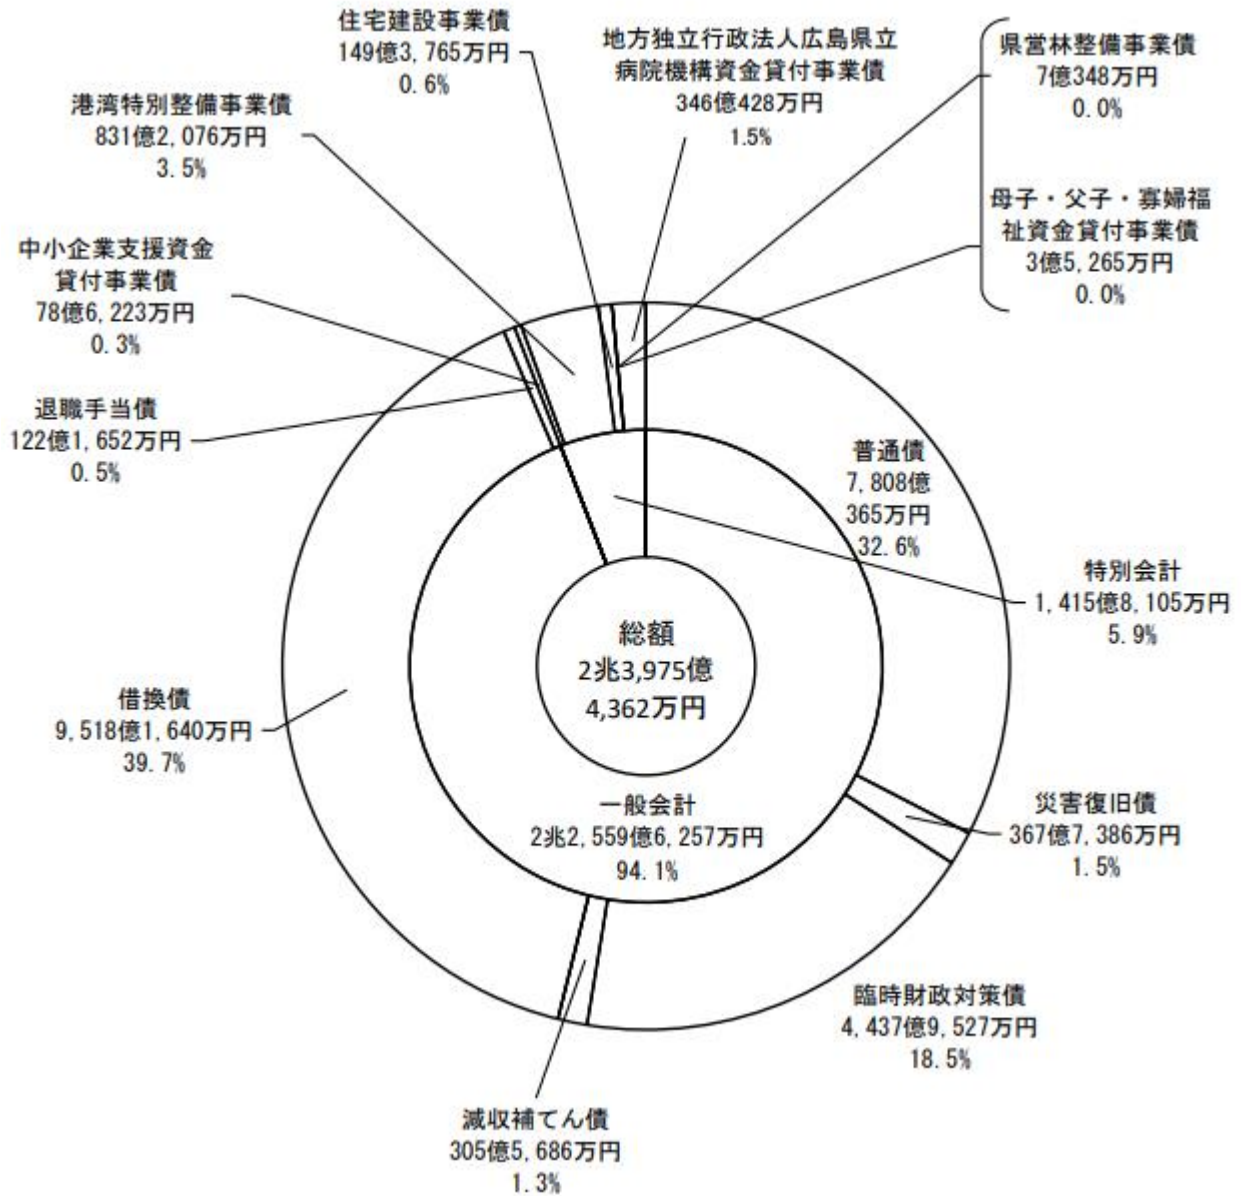 住宅建設事業債
149億3,765万円
0.6%
地方独立行政法人広島県立
病院機構資金貸付事業債
346億428万円
1.5%
県営林整備事業債
7億348万円
0.0%
母子・父子・寡婦福
祉資金貸付事業債
3億5,265万円
0.0%
港湾特別整備事業債
831億2,076万円
3.5%
中小企業支援資金
貸付事業債
78億6,223万円
0.3%
退職手当債
122億1,652万円
0.5%
普通債
7,808億
365万円
32.6%
特別会計
1,415億8,105万円
5.9%
総額
2兆3,975億
4,362万円
借換債
9,518億1,640万円
39.7%
一般会計
2兆2,559億6,257万円
94.1%
災害復旧債
367億7,386万円
1.5%
臨時財政対策債
4,437億9,527万円
18.5%
減収補てん債
305億5,686万円
1.3%